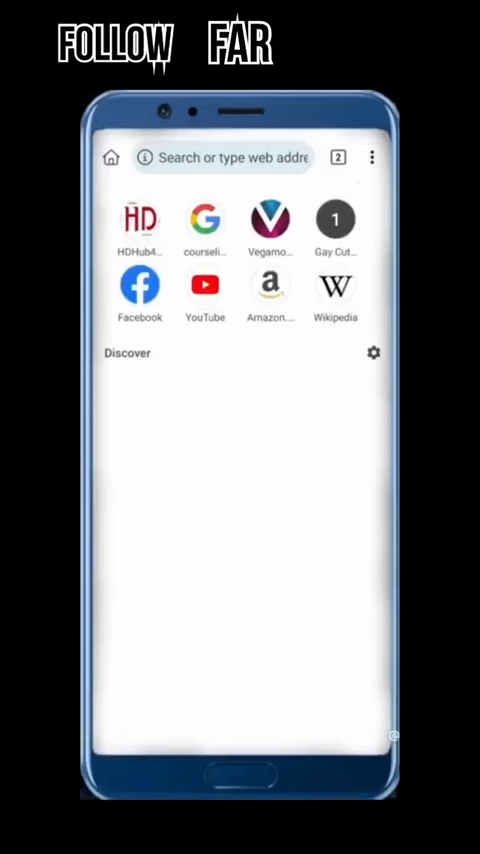 FOLLOW FAR
Search or type web addre
2
HD
G
V
1
HDHub4...
courseli...
Vegamo...
Gay Cut...
a
W
Facebook
YouTube
Amazon....
Wikipedia
Discover
@